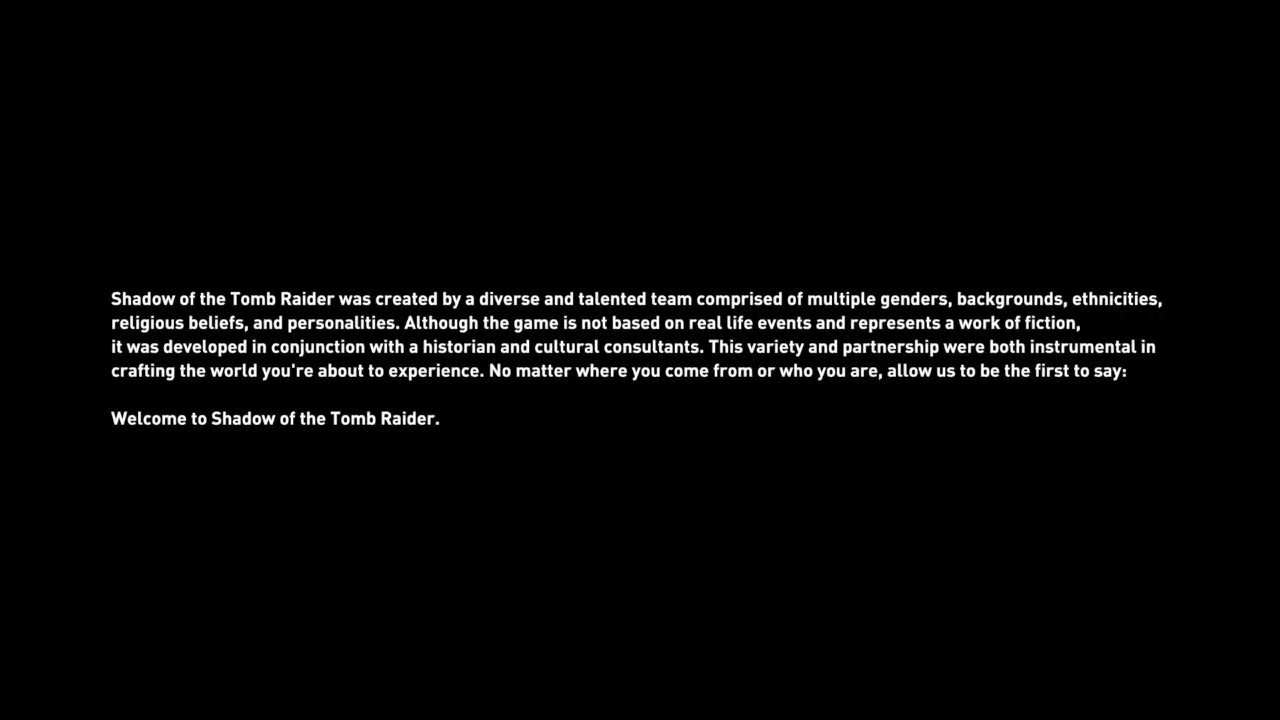 Shadow of the Tomb Raider was created by a diverse and talented team comprised of multiple genders, backgrounds, ethnicities,
religious beliefs, and personalities. Although the game is not based on real life events and represents a work of fiction,
it was developed in conjunction with a historian and cultural consultants. This variety and partnership were both instrumental in
crafting the world you're about to experience. No matter where you come from or who you are, allow us to be the first to say:
Welcome to Shadow of the Tomb Raider.